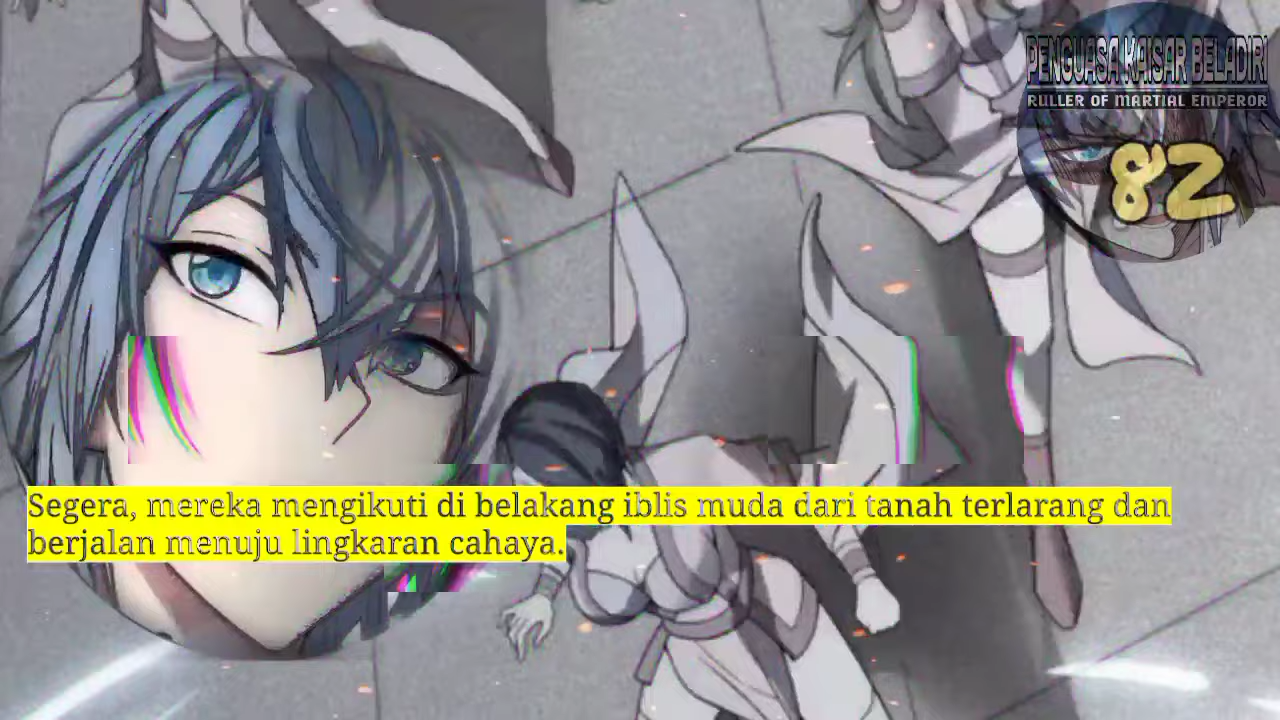 PENGUASA KAISAR BELADIRI
RULLER OF MARTIAL EMPEROR
82
Segera, mereka mengikuti di belakang iblis muda dari tanah terlarang dan
berjalan menuju lingkaran cahaya.